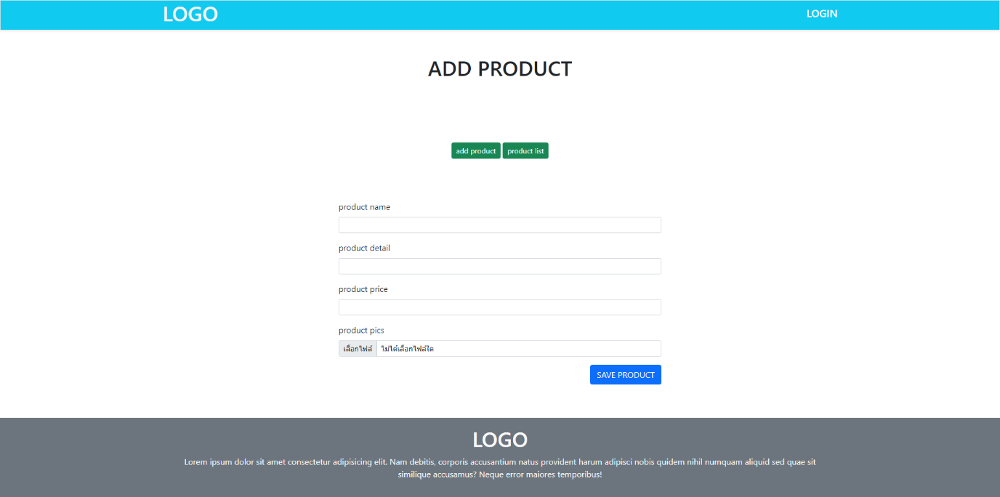 LOGO
LOGIN
ADD PRODUCT
add product
product list
product name
product detail
product price
product pics
เลือกไฟล์ ไม่ได้เลือกไฟล์ใด
SAVE PRODUCT
LOGO
Lorem ipsum dolor sit amet consectetur adipisicing elit. Nam debitis, corporis accusantium natus provident harum adipisci nobis quidem nihil numquam aliquid sed quae sit
similique accusamus? Neque error maiores temporibus!